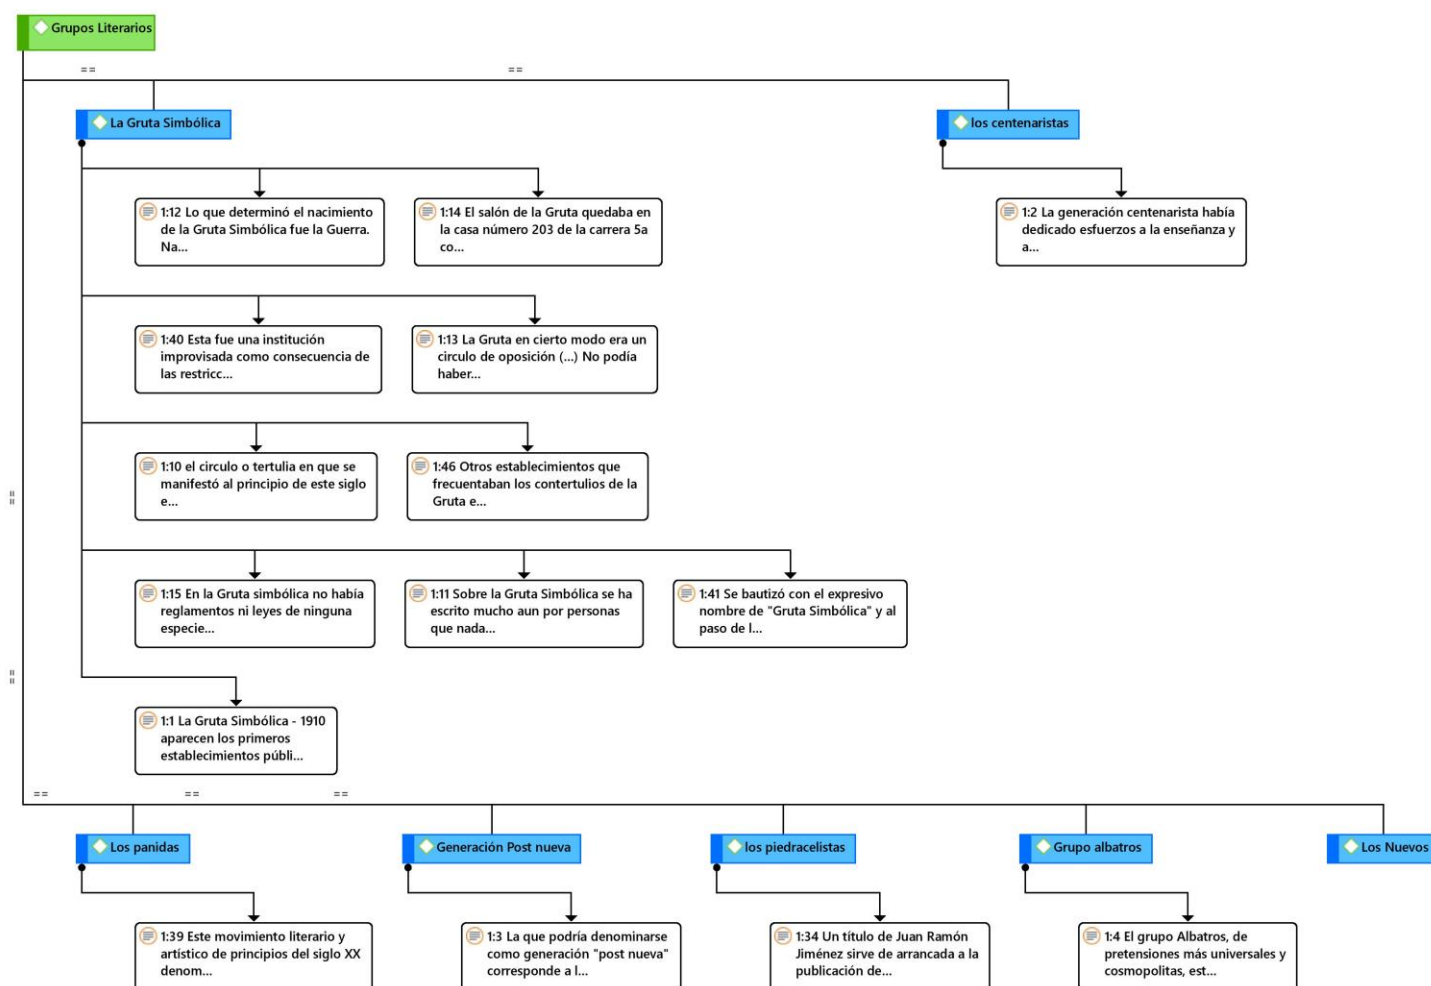 Grupos Literarios
==
==
La Gruta Simbólica
los centenaristas
1:12 Lo que determinó el nacimiento
de la Gruta Simbólica fue la Guerra.
Na...
1:14 El salón de la Gruta quedaba en
la casa número 203 de la carrera 5a
co...
1:2 La generación centenarista había
dedicado esfuerzos a la enseñanza y
a...
1:40 Esta fue una institución
improvisada como consecuencia de
las restricc...
1:13 La Gruta en cierto modo era un
circulo de oposición (...) No podía
haber...
1:10 el circulo o tertulia en que se
manifestó al principio de este siglo
e...
1:46 Otros establecimientos que
frecuentaban los contertulios de la
Gruta e...
==
1:15 En la Gruta simbólica no había
reglamentos ni leyes de ninguna
especie...
1:11 Sobre la Gruta Simbólica se ha
escrito mucho aun por personas
que nada...
1:41 Se bautizó con el expresivo
nombre de "Gruta Simbólica" y al
paso de l...
==
1:1 La Gruta Simbólica - 1910
aparecen los primeros
establecimientos públi...
==
==
==
Los panidas
Generación Post nueva
los piedracelistas
Grupo albatros
Los Nuevos
1:39 Este movimiento literario y
artístico de principios del siglo XX
denom...
1:3 La que podría denominarse
como generación "post nueva"
corresponde a l...
1:34 Un título de Juan Ramón
Jiménez sirve de arrancada a la
publicación de...
1:4 El grupo Albatros, de
pretensiones más universales y
cosmopolitas, est...